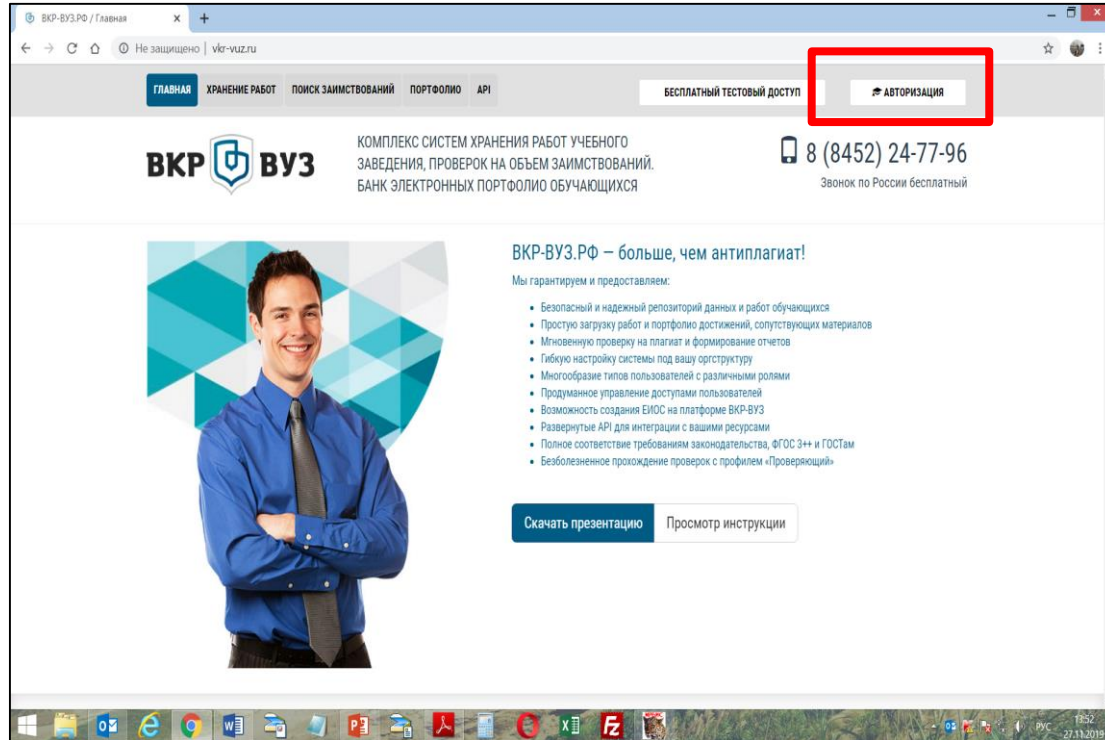 ВКР-ВУЗ.РФ / Главная
Не защищено | vkr-vuz.ru
ГЛАВНАЯ ХРАНЕНИЕ РАБОТ ПОИСК ЗАИМСТВОВАНИЙ ПОРТФОЛИО API БЕСПЛАТНЫЙ ТЕСТОВЫЙ ДОСТУП АВТОРИЗАЦИЯ
ВКР ВУЗ
КОМПЛЕКС СИСТЕМ ХРАНЕНИЯ РАБОТ УЧЕБНОГО
ЗАВЕДЕНИЯ, ПРОВЕРОК НА ОБЪЕМ ЗАИМСТВОВАНИЙ.
БАНК ЭЛЕКТРОННЫХ ПОРТФОЛИО ОБУЧАЮЩИХСЯ
8 (8452) 24-77-96
Звонок по России бесплатный
ВКР-ВУЗ.РФ — больше, чем антиплагиат!
Мы гарантируем и предоставляем:
Безопасный и надежный репозиторий данных и работ обучающихся
Простую загрузку работ и портфолио достижений, сопутствующих материалов
Мгновенную проверку на плагиат и формирование отчетов
Гибкую настройку системы под вашу оргструктуру
Многообразие типов пользователей с различными ролями
Продуманное управление доступами пользователей
Возможность создания ЕИОС на платформе ВКР-ВУЗ
Развернутые API для интеграции с вашими ресурсами
Полное соответствие требованиям законодательства, ФГОС 3++ и ГОСТам
Безболезненное прохождение проверок с профилем «Проверяющий»
Скачать презентацию Просмотр инструкции
РУС
13:52
27.11.2019